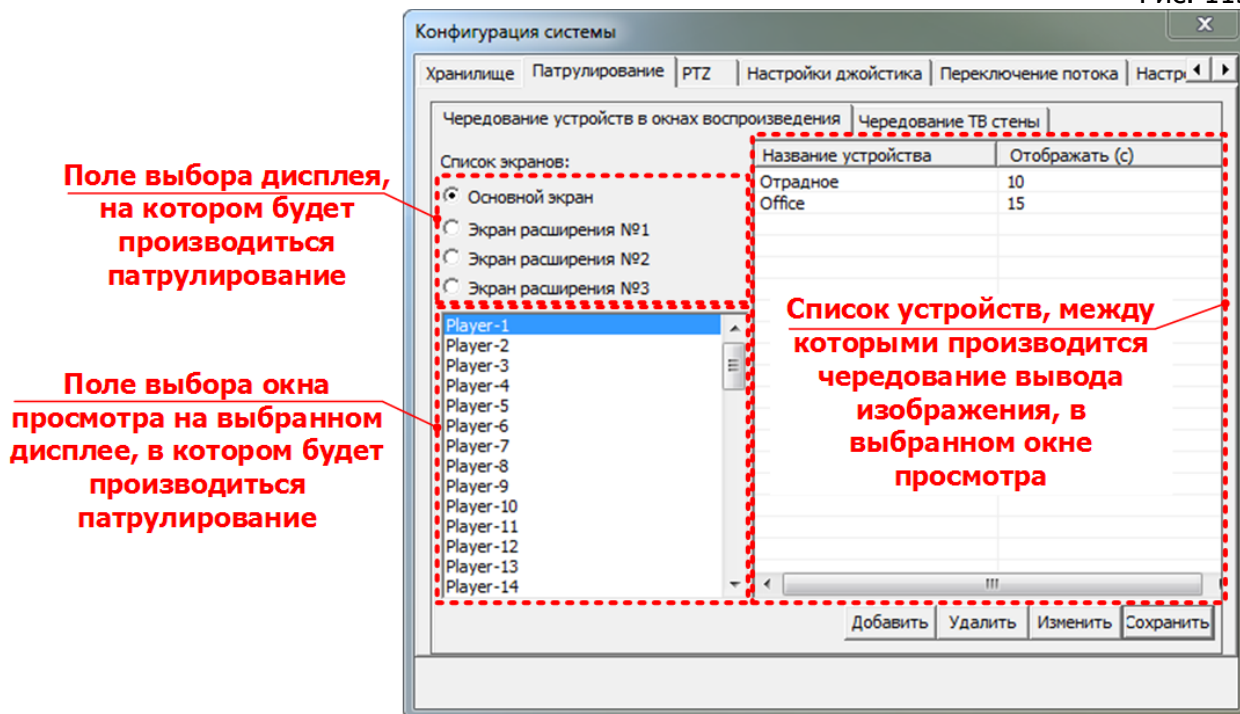 Рис. 11
Конфигурация системы
x
Хранилище Патрулирование PTZ Настройки джойстика Переключение потока Настр
Чередование устройств в окнах воспроизведения Чередование ТВ стены
Список экранов:
Основной экран
Экран расширения №1
Экран расширения №2
Экран расширения №3
Player-1
Player-2
Player-3
Player-4
Player-5
Player-6
Player-7
Player-8
Player-9
Player-10
Player-11
Player-12
Player-13
Player-14
Название устройства Отображать (с)
Отрадное 10
Office 15
Добавить Удалить Изменить Сохранить
Поле выбора дисплея,
на котором будет
производиться
патрулирование
Поле выбора окна
просмотра на выбранном
дисплее, в котором будет
производиться
патрулирование
Список устройств, между
которыми производится
чередование вывода
изображения, в
выбранном окне
просмотра